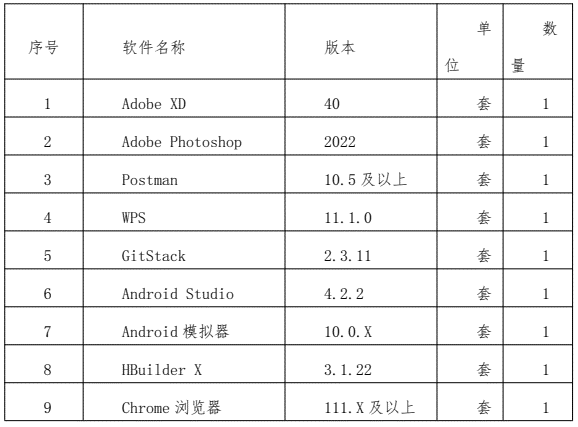 序号 软件名称 版本 单位 数量
1 Adobe XD 40 套 1
2 Adobe Photoshop 2022 套 1
3 Postman 10.5 及以上 套 1
4 WPS 11.1.0 套 1
5 GitStack 2.3.11 套 1
6 Android Studio 4.2.2 套 1
7 Android 模拟器 10.0.X 套 1
8 HBuilder X 3.1.22 套 1
9 Chrome 浏览器 111.X 及以上 套 1